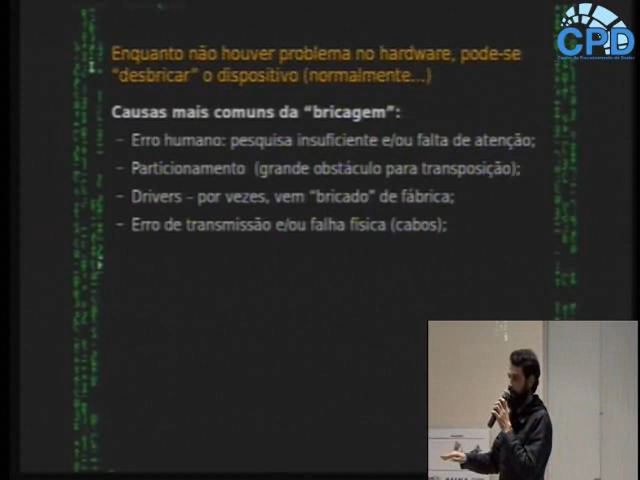 CPD
Enquanto não houver problema no hardware, pode-se
“desbricar” o dispositivo (normalmente...)
Causas mais comuns da “bricagem”:
– Erro humano: pesquisa insuficiente e/ou falta de atenção;
– Particionamento (grande obstáculo para transposição);
– Drivers – por vezes, vem “bricado” de fábrica;
– Erro de transmissão e/ou falha física (cabos);